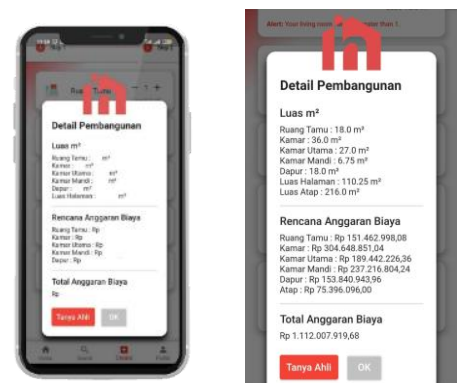 Ruang Tamu
1
Detail Pembangunan
Luas m²
Ruang Tamu : m²
Kamar : m²
Kamar Utama : m²
Kamar Mandi : m²
Dapur : m²
Luas Halaman : m²
Rencana Anggaran Biaya
Ruang Tamu : Rp
Kamar : Rp
Kamar Utama : Rp
Kamar Mandi : Rp
Dapur : Rp
Total Anggaran Biaya
Rp
Tanya Ahli
OK
Home
Search
Profile
Alert: Your living room
than 1.
Detail Pembangunan
Luas m²
Ruang Tamu : 18.0 m²
Kamar : 36.0 m²
Kamar Utama : 27.0 m²
Kamar Mandi : 6.75 m²
Dapur : 18.0 m²
Luas Halaman : 110.25 m²
Luas Atap : 216.0 m²
Rencana Anggaran Biaya
Ruang Tamu : Rp 151.462.998,08
Kamar : Rp 304.648.851,04
Kamar Utama : Rp 189.442.226,36
Kamar Mandi : Rp 237.216.804,24
Dapur : Rp 153.840.943,96
Atap : Rp 75.396.096,00
Total Anggaran Biaya
Rp 1.112.007.919,68
Tanya Ahli
OK